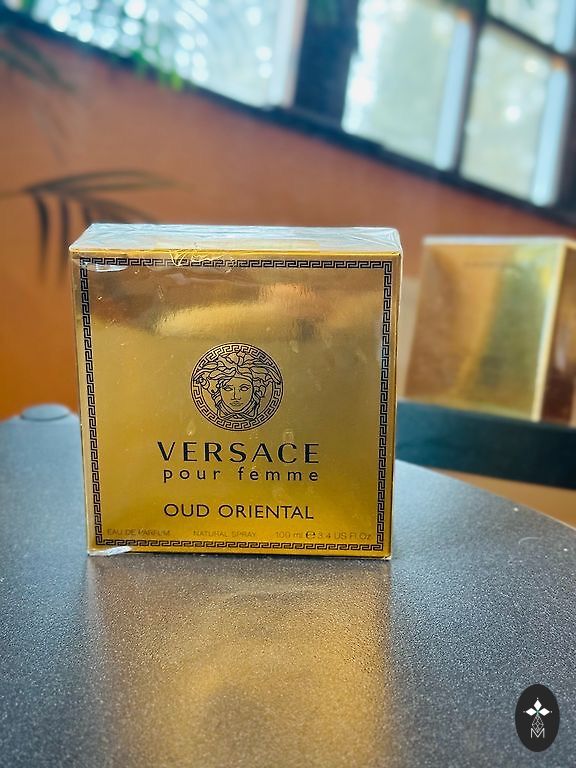 VERSACE
pour femme
OUD ORIENTAL
EAU DE PARFUM NATURAL SPRAY 100 ml ℮ 3.4 US Fl.Oz.
M